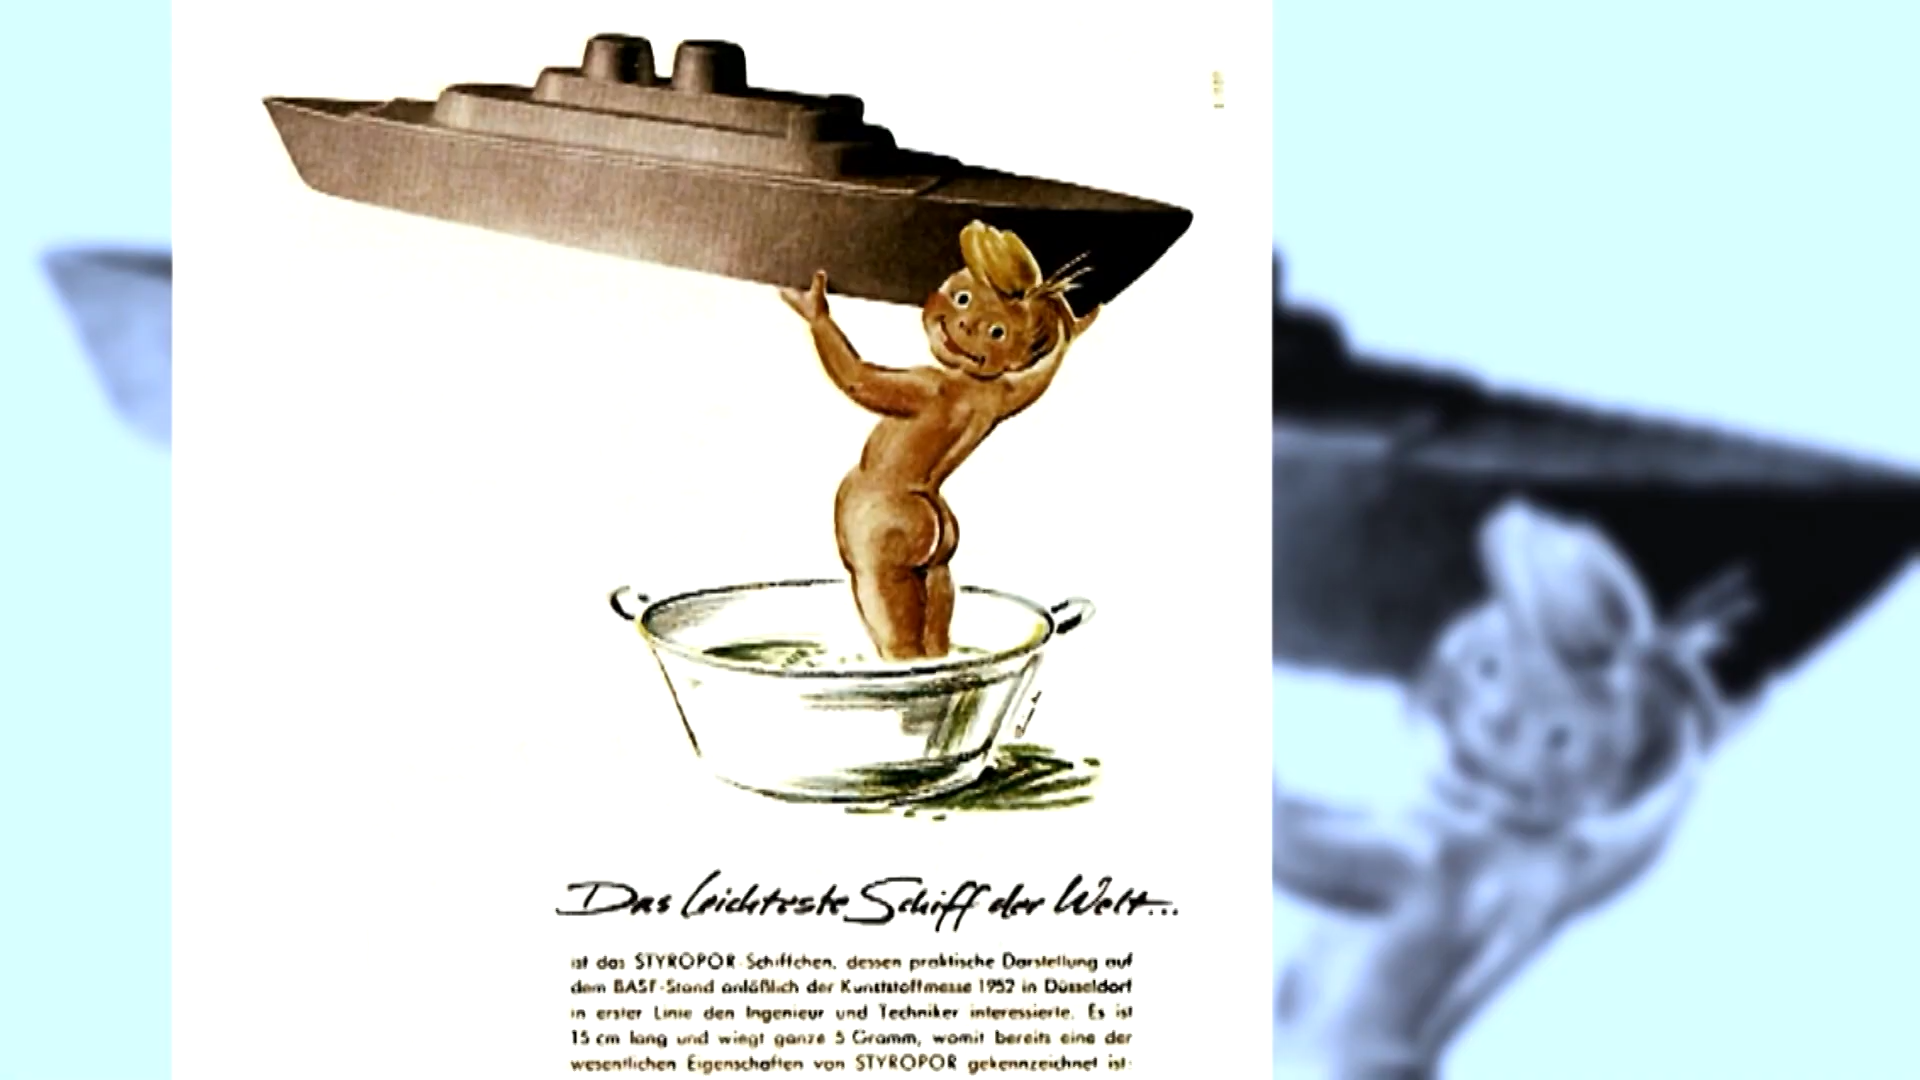 Das leichteste Schiff der Welt...
ist das STYROPOR-Schiffchen, dessen praktische Darstellung auf
dem BASF-Stand anläßlich der Kunststoffmesse 1952 in Düsseldorf
in erster Linie den Ingenieur und Techniker interessierte. Es ist
15 cm lang und wiegt ganze 5 Gramm, womit bereits eine der
wesentlichen Eigenschaften von STYROPOR gekennzeichnet ist: